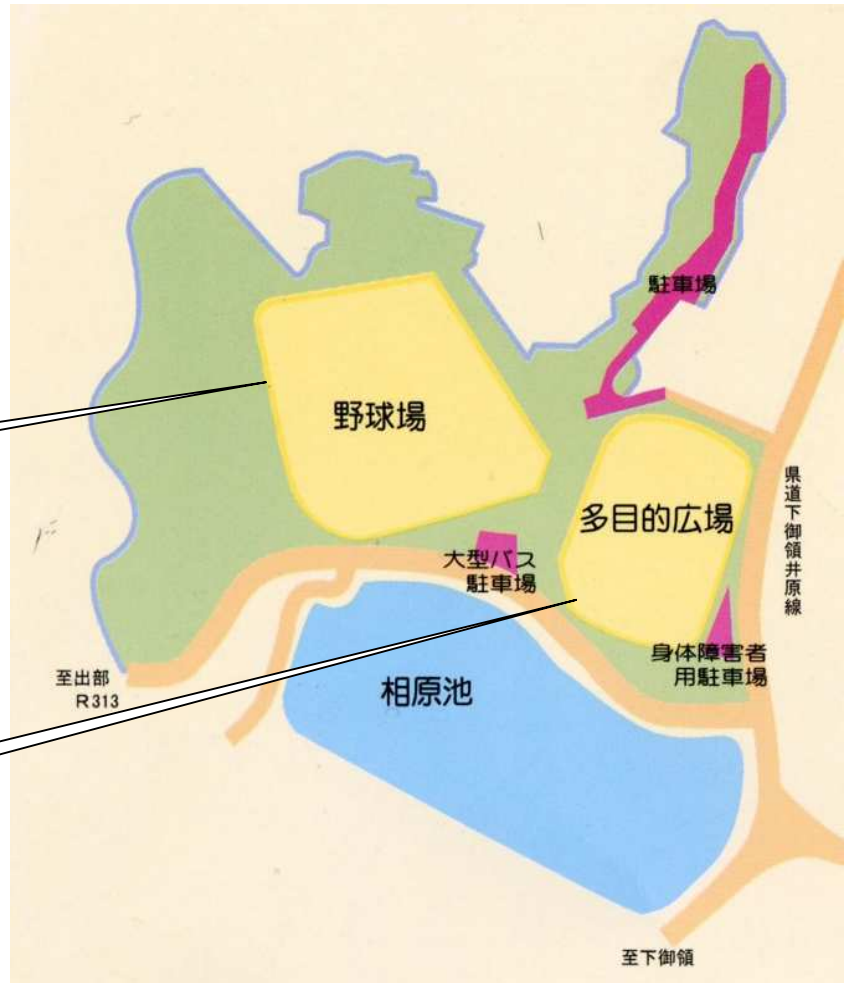 駐車場
野球場
多目的広場
県道下御領井原線
大型バス
駐車場
身体障害者
用駐車場
至出部
R313
相原池
至下御領